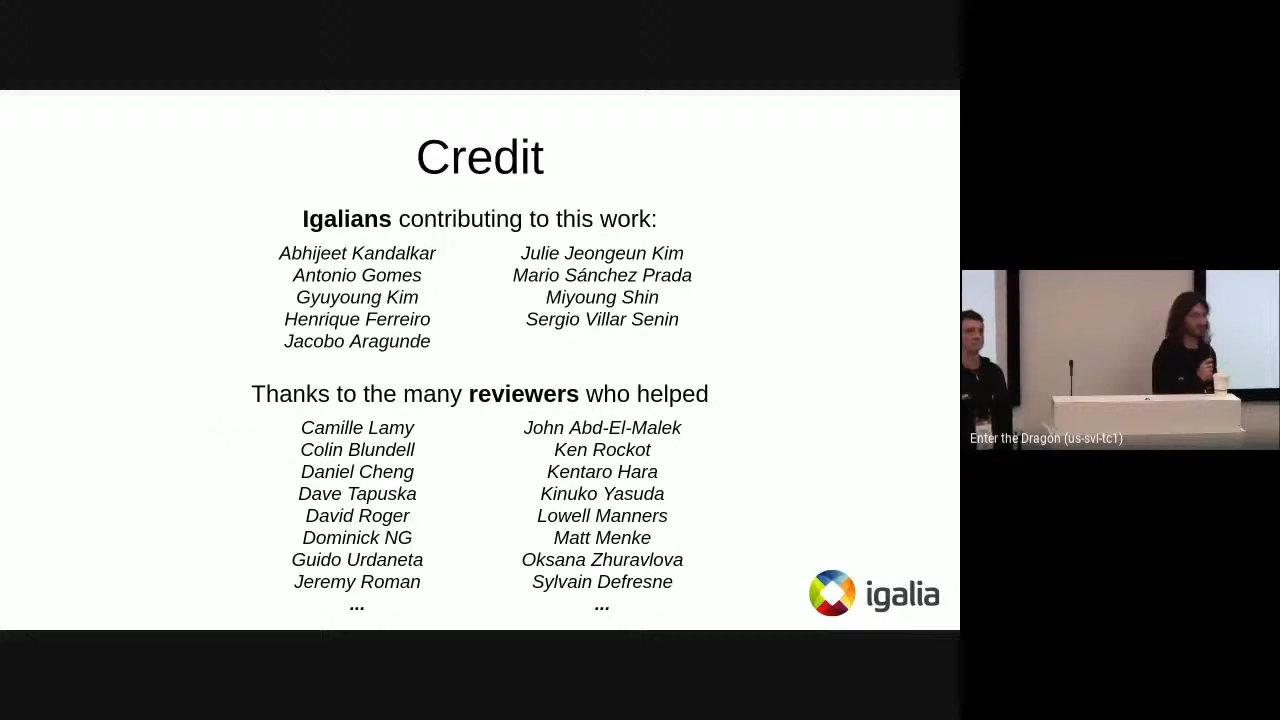 Credit
Igalians contributing to this work:
Abhijeet Kandalkar
Antonio Gomes
Gyuyoung Kim
Henrique Ferreiro
Jacobo Aragunde
Julie Jeongeun Kim
Mario Sánchez Prada
Miyoung Shin
Sergio Villar Senin
Thanks to the many reviewers who helped
Camille Lamy
Colin Blundell
Daniel Cheng
Dave Tapuska
David Roger
Dominick NG
Guido Urdaneta
Jeremy Roman
...
John Abd-El-Malek
Ken Rockot
Kentaro Hara
Kinuko Yasuda
Lowell Manners
Matt Menke
Oksana Zhuravlova
Sylvain Defresne
...
igalia
Enter the Dragon (us-svl-tc1)